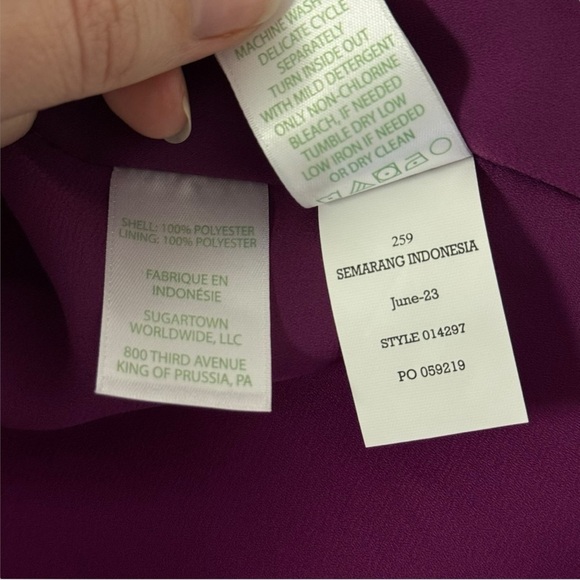 MACHINE WASH
DELICATE CYCLE
SEPARATELY
TURN INSIDE OUT
WITH MILD DETERGENT
ONLY NON-CHLORINE
BLEACH, IF NEEDED
TUMBLE DRY LOW
LOW IRON IF NEEDED
OR DRY CLEAN
SHELL: 100% POLYESTER
LINING: 100% POLYESTER
FABRIQUE EN
INDONÉSIE
SUGARTOWN
WORLDWIDE, LLC
800 THIRD AVENUE
KING OF PRUSSIA, PA
259
SEMARANG INDONESIA
June-23
STYLE 014297
PO 059219